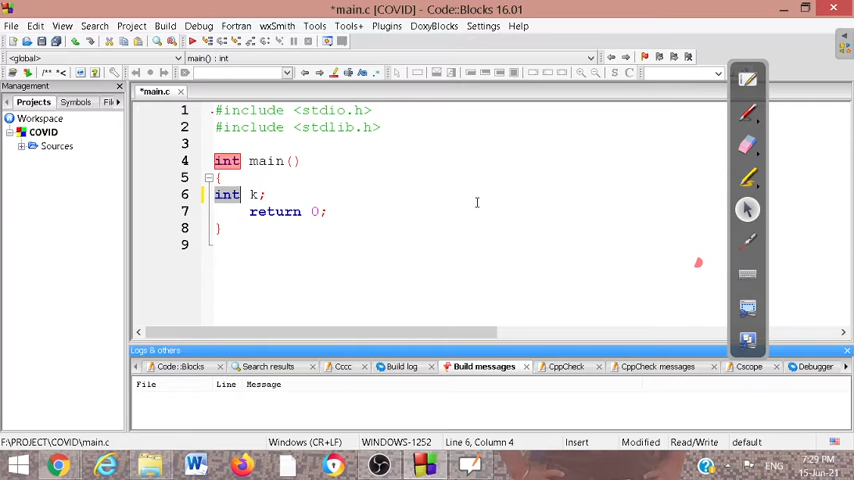 *main.c [COVID] - Code::Blocks 16.01
File Edit View Search Project Build Debug Fortran wxSmith Tools Tools+ Plugins DoxyBlocks Settings Help
<global> main() : int
/** *<
S C
Management
Projects Symbols Fil
Workspace
COVID
Sources
*main.c
1 #include <stdio.h>
2 #include <stdlib.h>
3
4 int main()
5 {
6 int k;
7 return 0;
8 }
9
Logs & others
Code::Blocks Search results Cccc Build log Build messages CppCheck CppCheck messages Cscope Debugger
File Line Message
F:\PROJECT\COVID\main.c Windows (CR+LF) WINDOWS-1252 Line 6, Column 4 Insert Modified Read/Write default
ENG
7:29 PM
15-Jun-21